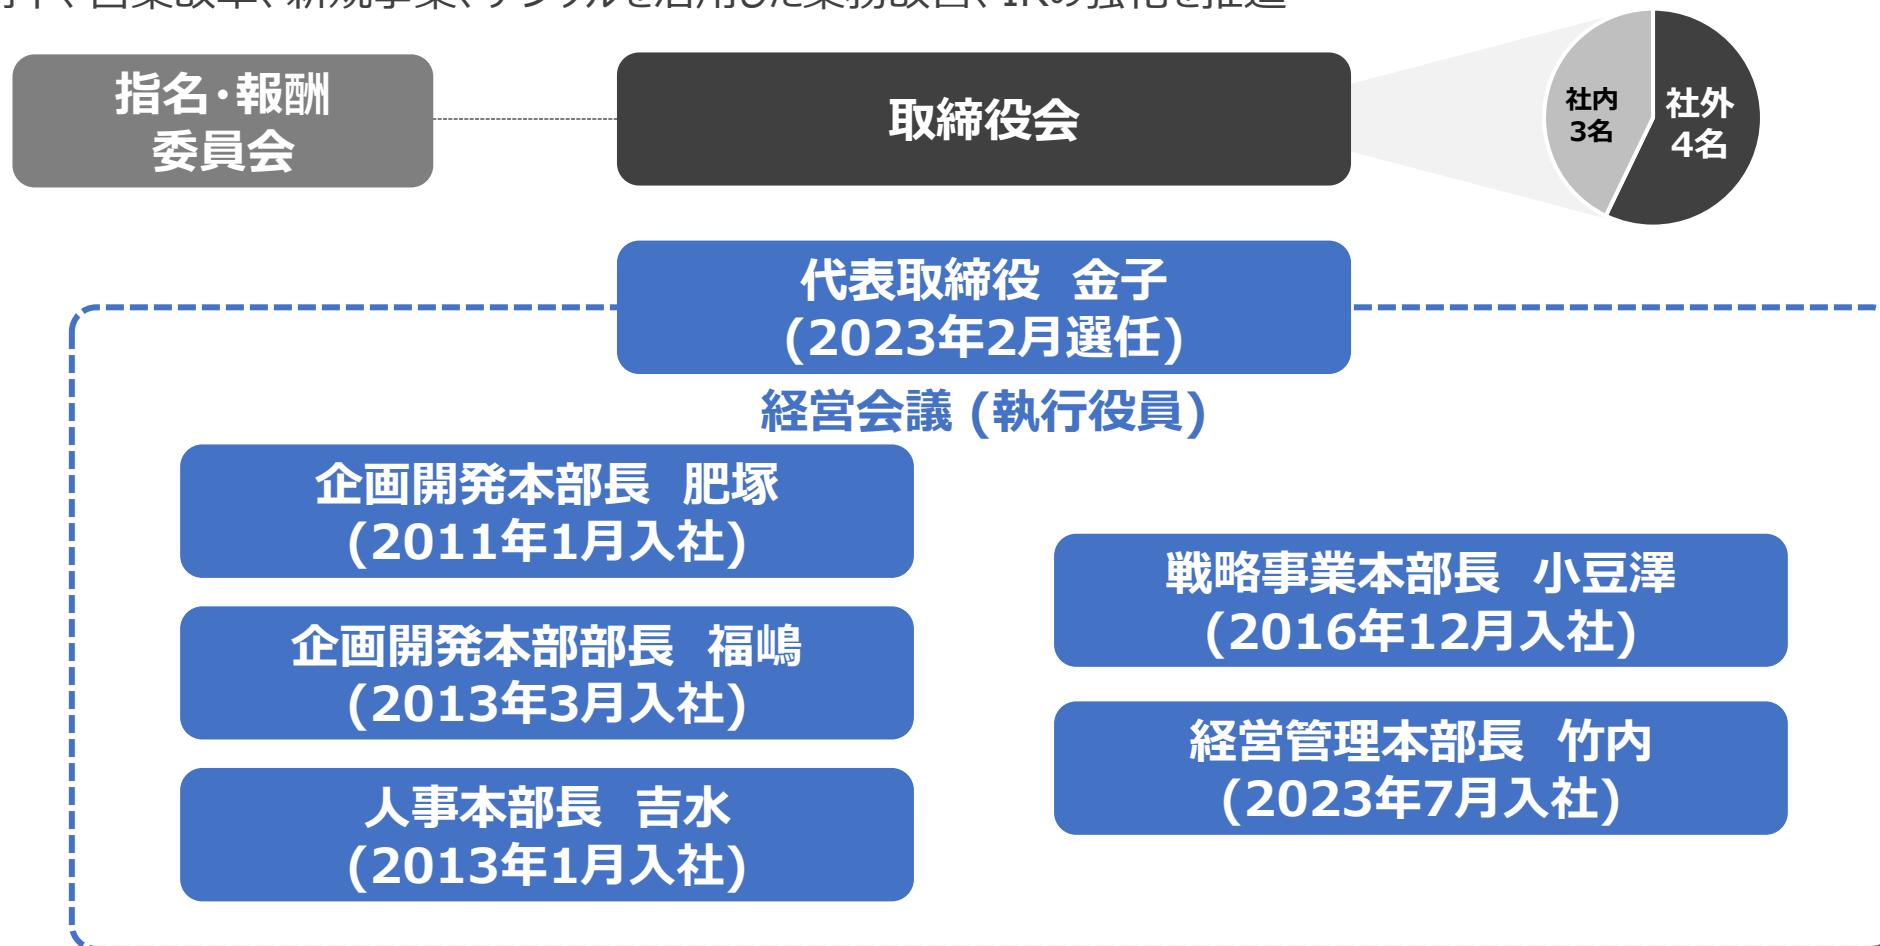 指名・報酬
委員会
取締役会
社内
3名
社外
4名
代表取締役　金子
(2023年2月選任)
経営会議 (執行役員)
企画開発本部長　肥塚
(2011年1月入社)
企画開発本部部長　福嶋
(2013年3月入社)
人事本部長　吉水
(2013年1月入社)
戦略事業本部長　小豆澤
(2016年12月入社)
経営管理本部長　竹内
(2023年7月入社)